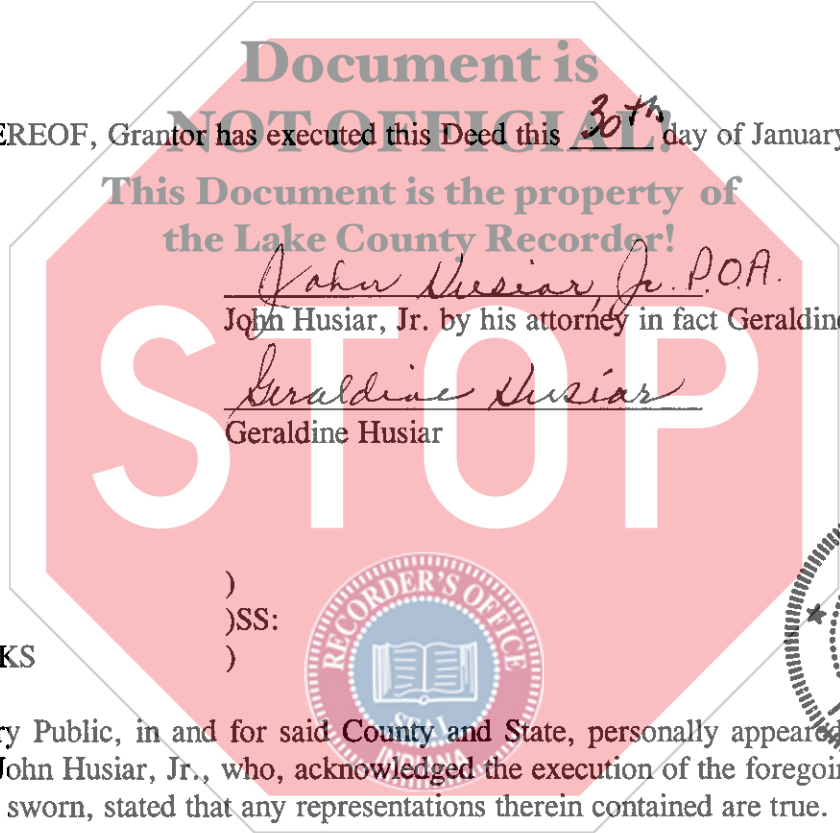 Document is
EREOF, Grantor has executed this Deed this 30th day of January
NOT OFFICIAL!
This Document is the property of
the Lake County Recorder!
John Husiar, Jr. P.O.A.
John Husiar, Jr. by his attorney in fact Geraldine
Geraldine Husiar
Geraldine Husiar
STOP
)
)SS:
KS )
RECORDER'S OFFICE
SEAL
INDIANA
ry Public, in and for said County and State, personally appeared
John Husiar, Jr., who, acknowledged the execution of the foregoin
sworn, stated that any representations therein contained are true.